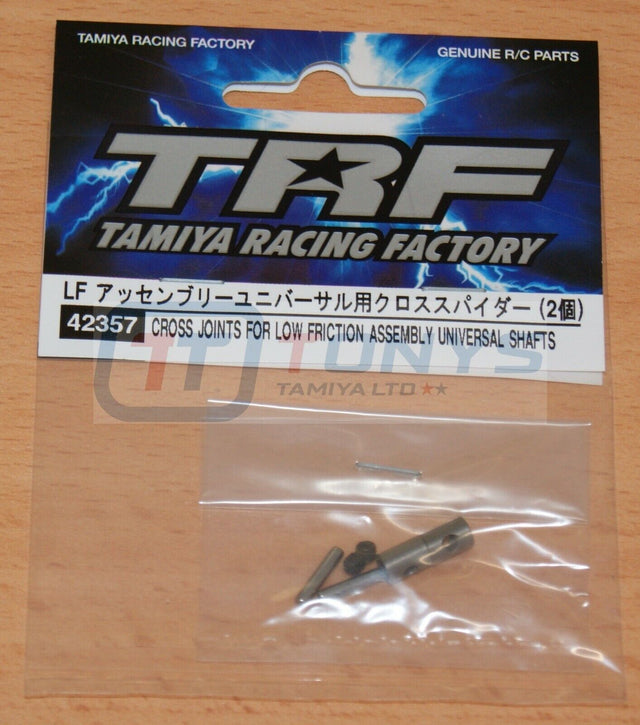 TAMIYA RACING FACTORY
GENUINE R/C PARTS
TRF
TAMIYA RACING FACTORY
LF アッセンブリーユニバーサル用クロススパイダー (2個)
42357 CROSS JOINTS FOR LOW FRICTION ASSEMBLY UNIVERSAL SHAFTS
TT TONYS
TAMIYA LTD